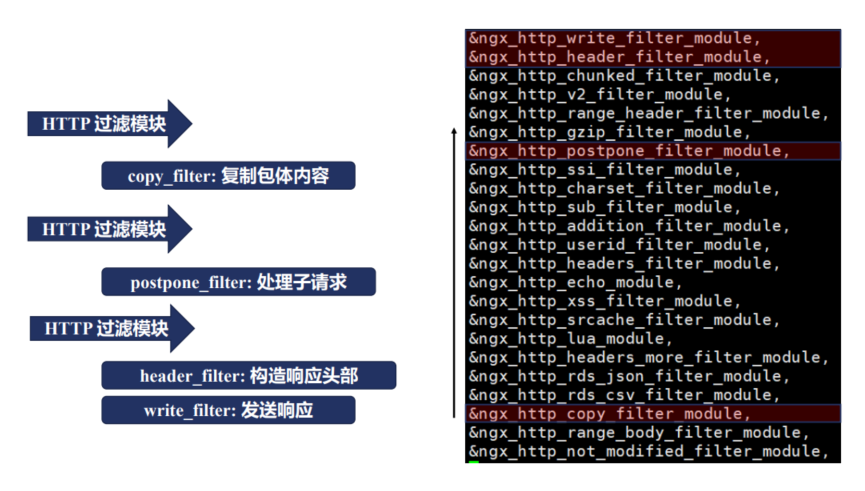 HTTP 过滤模块
copy_filter: 复制包体内容
HTTP 过滤模块
postpone_filter: 处理子请求
HTTP 过滤模块
header_filter: 构造响应头部
write_filter: 发送响应
&ngx_http_write_filter_module,
&ngx_http_header_filter_module,
&ngx_http_chunked_filter_module,
&ngx_http_v2_filter_module,
&ngx_http_range_header_filter_module,
&ngx_http_gzip_filter_module,
&ngx_http_postpone_filter_module,
&ngx_http_ssi_filter_module,
&ngx_http_charset_filter_module,
&ngx_http_sub_filter_module,
&ngx_http_addition_filter_module,
&ngx_http_userid_filter_module,
&ngx_http_headers_filter_module,
&ngx_http_echo_module,
&ngx_http_xss_filter_module,
&ngx_http_srcache_filter_module,
&ngx_http_lua_module,
&ngx_http_headers_more_filter_module,
&ngx_http_rds_json_filter_module,
&ngx_http_rds_csv_filter_module,
&ngx_http_copy_filter_module,
&ngx_http_range_body_filter_module,
&ngx_http_not_modified_filter_module,